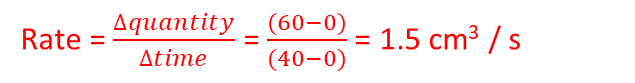 Rate = Δquantity / Δtime = (60−0) / (40−0) = 1.5 cm³ / s